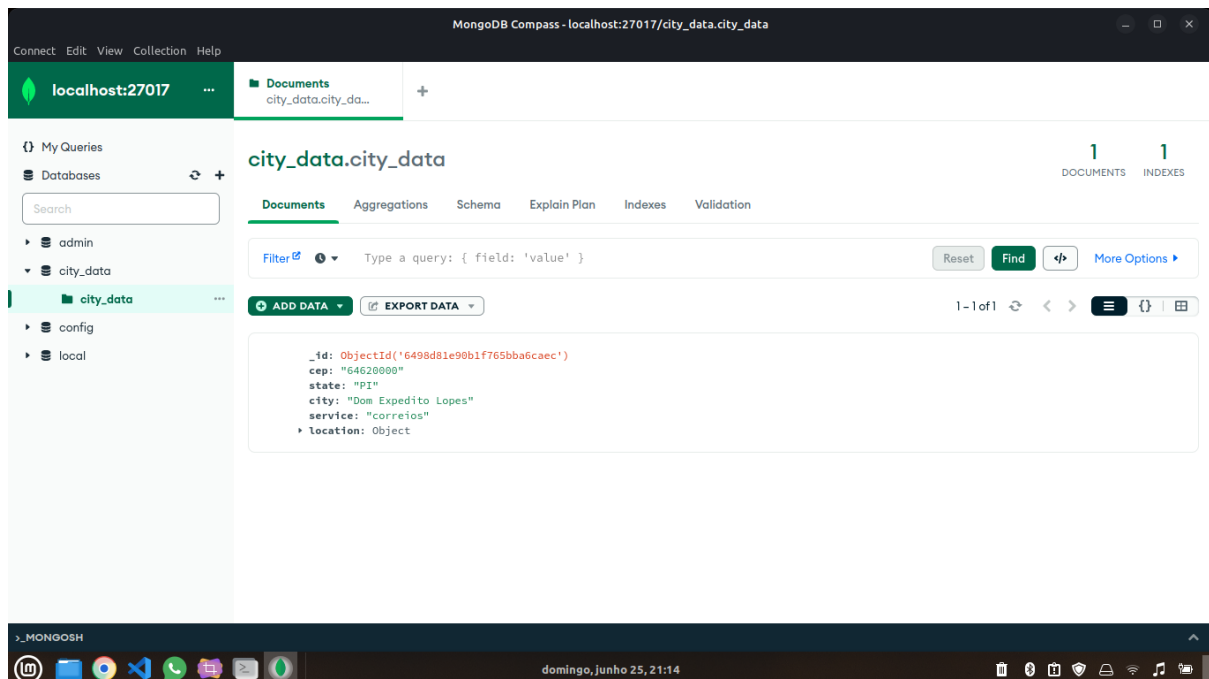 MongoDB Compass - localhost:27017/city_data.city_data
Connect Edit View Collection Help
localhost:27017 ...
Documents
city_data.city_da...
+
{} My Queries
Databases
Search
admin
city_data
city_data ...
config
local
city_data.city_data
1 DOCUMENTS
1 INDEXES
Documents Aggregations Schema Explain Plan Indexes Validation
Filter Type a query: { field: 'value' } Reset Find </> More Options
ADD DATA EXPORT DATA 1 – 1 of 1 {}
_id: ObjectId('6498d81e90b1f765bba6caec')
cep: "64620000"
state: "PI"
city: "Dom Expedito Lopes"
service: "correios"
location: Object
>_MONGOSH
domingo, junho 25, 21:14